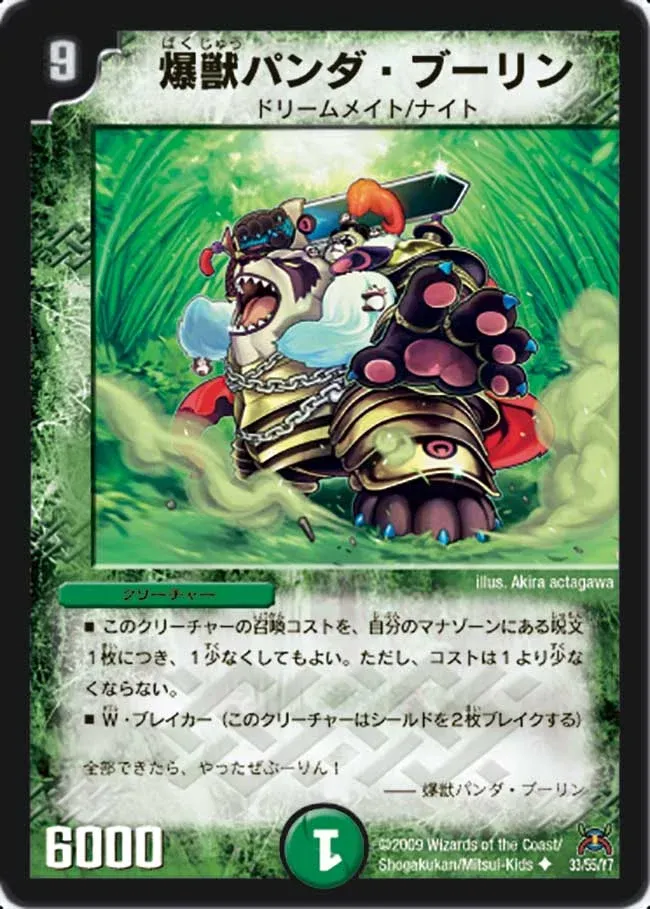 9
ばくじゅう
爆獣パンダ・ブーリン
ドリームメイト/ナイト
illus. Akira actagawa
クリーチャー
■ このクリーチャーの召喚コストを、自分のマナゾーンにある呪文
1枚につき、1少なくしてもよい。ただし、コストは1より少な
くならない。
■ W・ブレイカー（このクリーチャーはシールドを2枚ブレイクする）
全部できたら、やったぜぶーりん！
—— 爆獣パンダ・ブーリン
6000
1
©2009 Wizards of the Coast/
Shogakukan/Mitsui-Kids ◆ 33/55/Y7